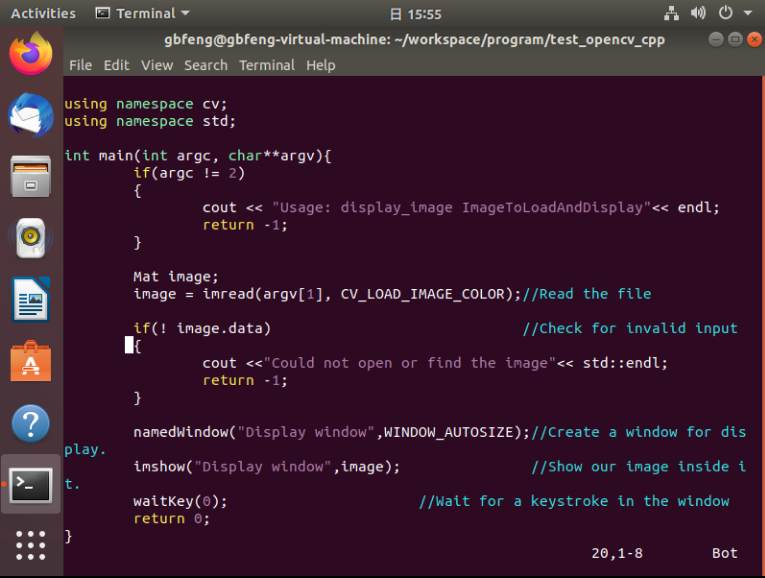 Activities Terminal 日 15:55
gbfeng@gbfeng-virtual-machine: ~/workspace/program/test_opencv_cpp
File Edit View Search Terminal Help
using namespace cv;
using namespace std;
int main(int argc, char**argv){
if(argc != 2)
{
cout << "Usage: display_image ImageToLoadAndDisplay"<< endl;
return -1;
}
Mat image;
image = imread(argv[1], CV_LOAD_IMAGE_COLOR);//Read the file
if(! image.data) //Check for invalid input
{
cout <<"Could not open or find the image"<< std::endl;
return -1;
}
namedWindow("Display window",WINDOW_AUTOSIZE);//Create a window for dis
play.
imshow("Display window",image); //Show our image inside i
t.
waitKey(0); //Wait for a keystroke in the window
return 0;
}
20,1-8 Bot